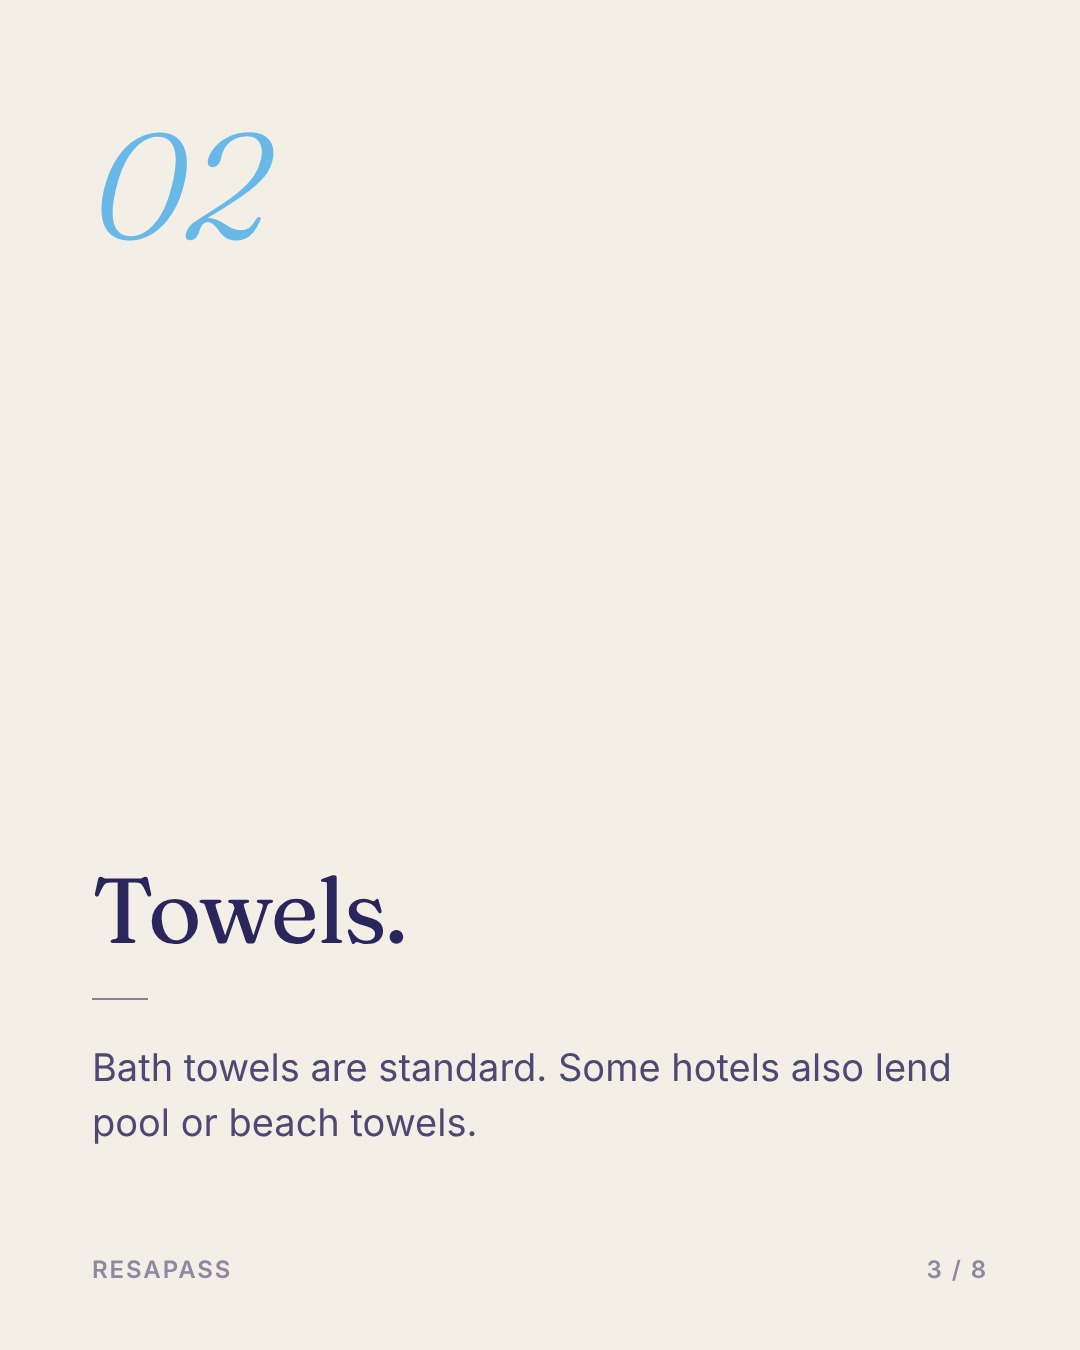 02
Towels.
Bath towels are standard. Some hotels also lend
pool or beach towels.
RESAPASS
3 / 8